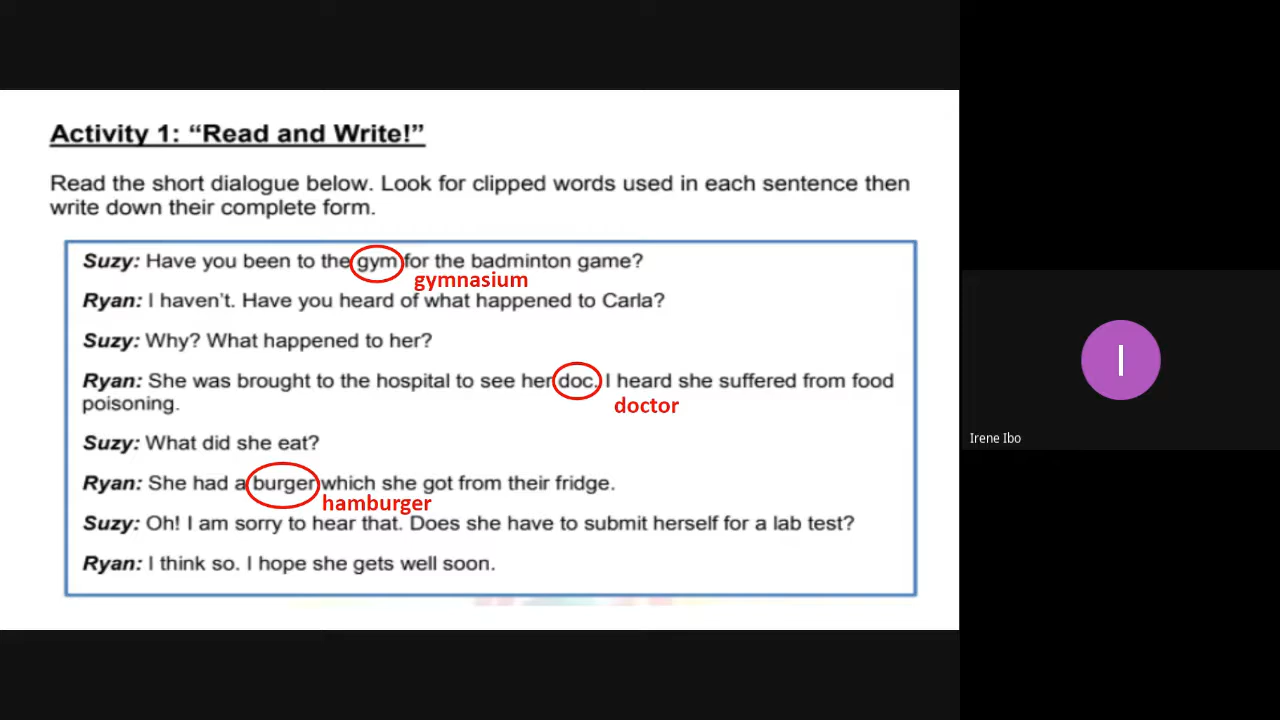 Activity 1: “Read and Write!”
Read the short dialogue below. Look for clipped words used in each sentence then
write down their complete form.
Suzy: Have you been to the gym for the badminton game?
gymnasium
Ryan: I haven’t. Have you heard of what happened to Carla?
Suzy: Why? What happened to her?
Ryan: She was brought to the hospital to see her doc. I heard she suffered from food
poisoning.
doctor
Suzy: What did she eat?
Ryan: She had a burger which she got from their fridge.
hamburger
Suzy: Oh! I am sorry to hear that. Does she have to submit herself for a lab test?
Ryan: I think so. I hope she gets well soon.
I
Irene Ibo